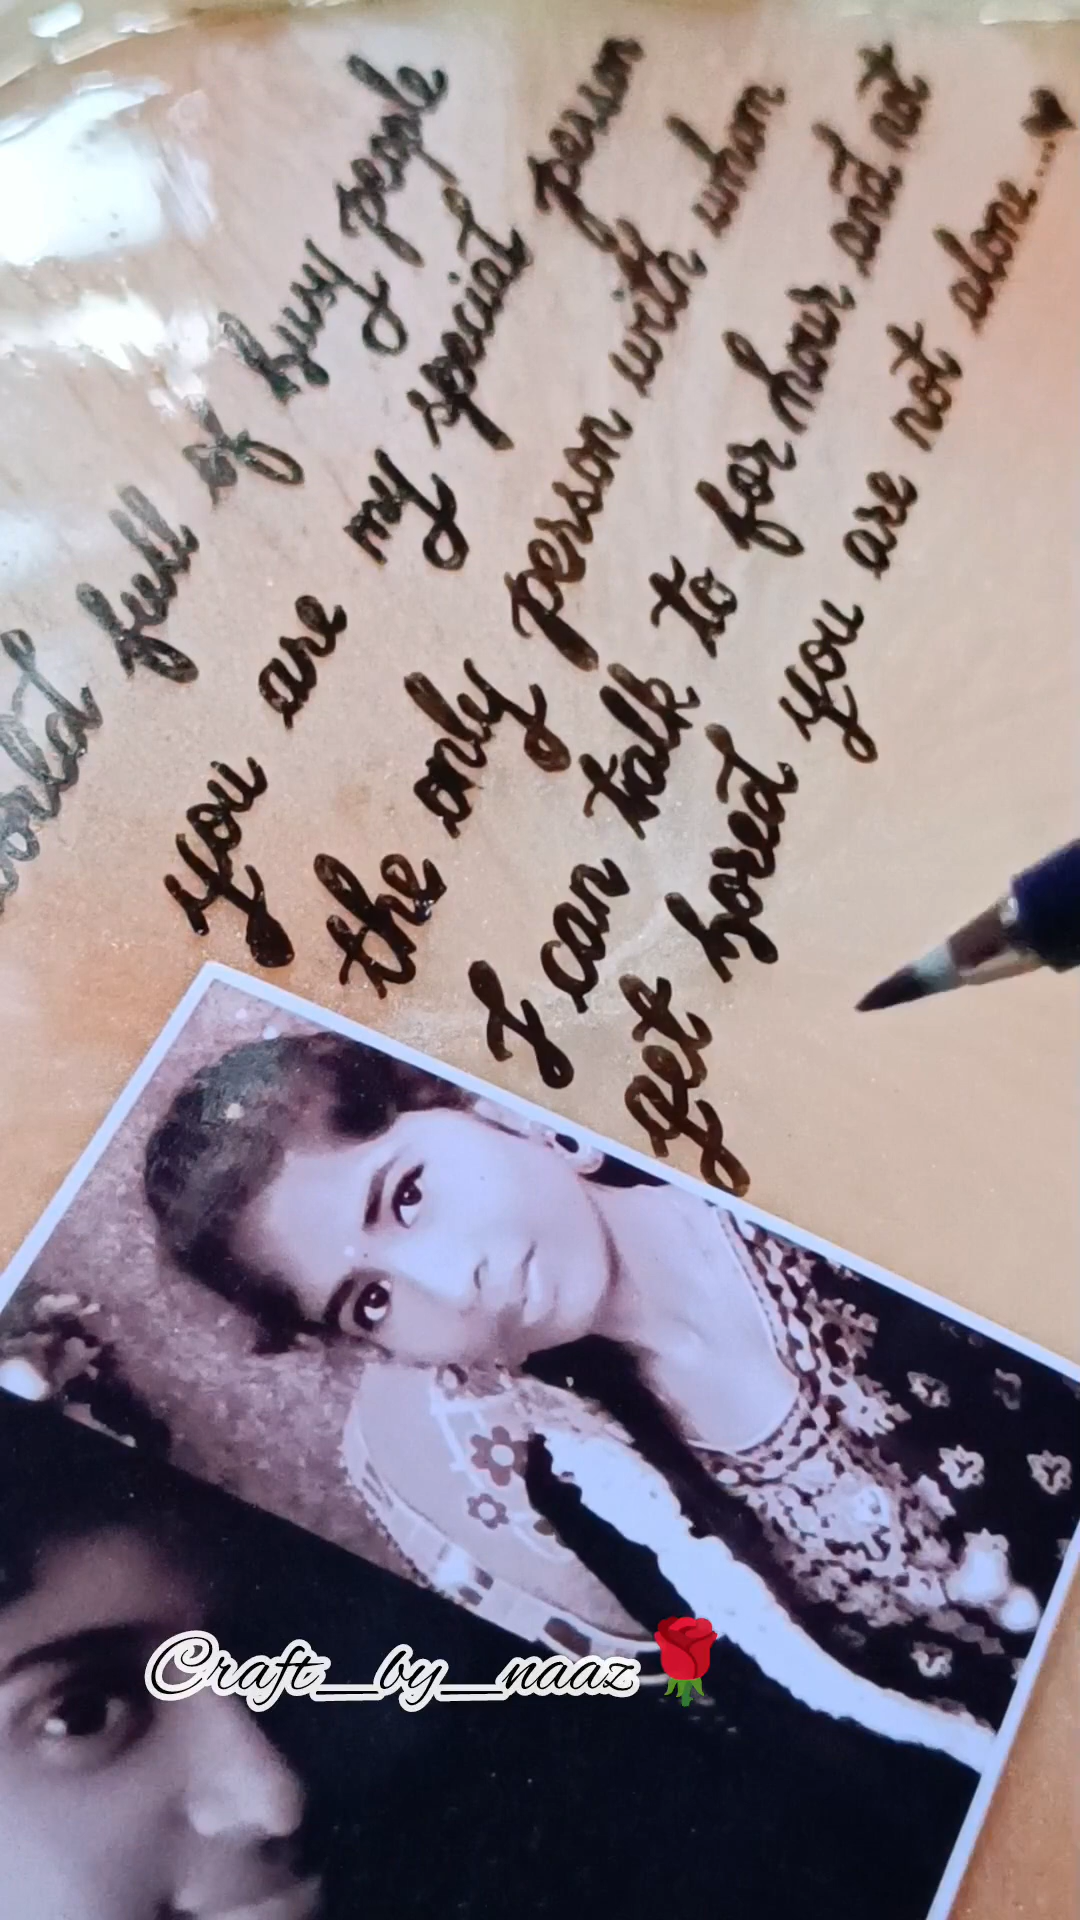 world full of busy people
you are my special person
the only person with whom
I can talk to for hour and not
get bored you are not alone....♥
Craft__by__naaz🌹